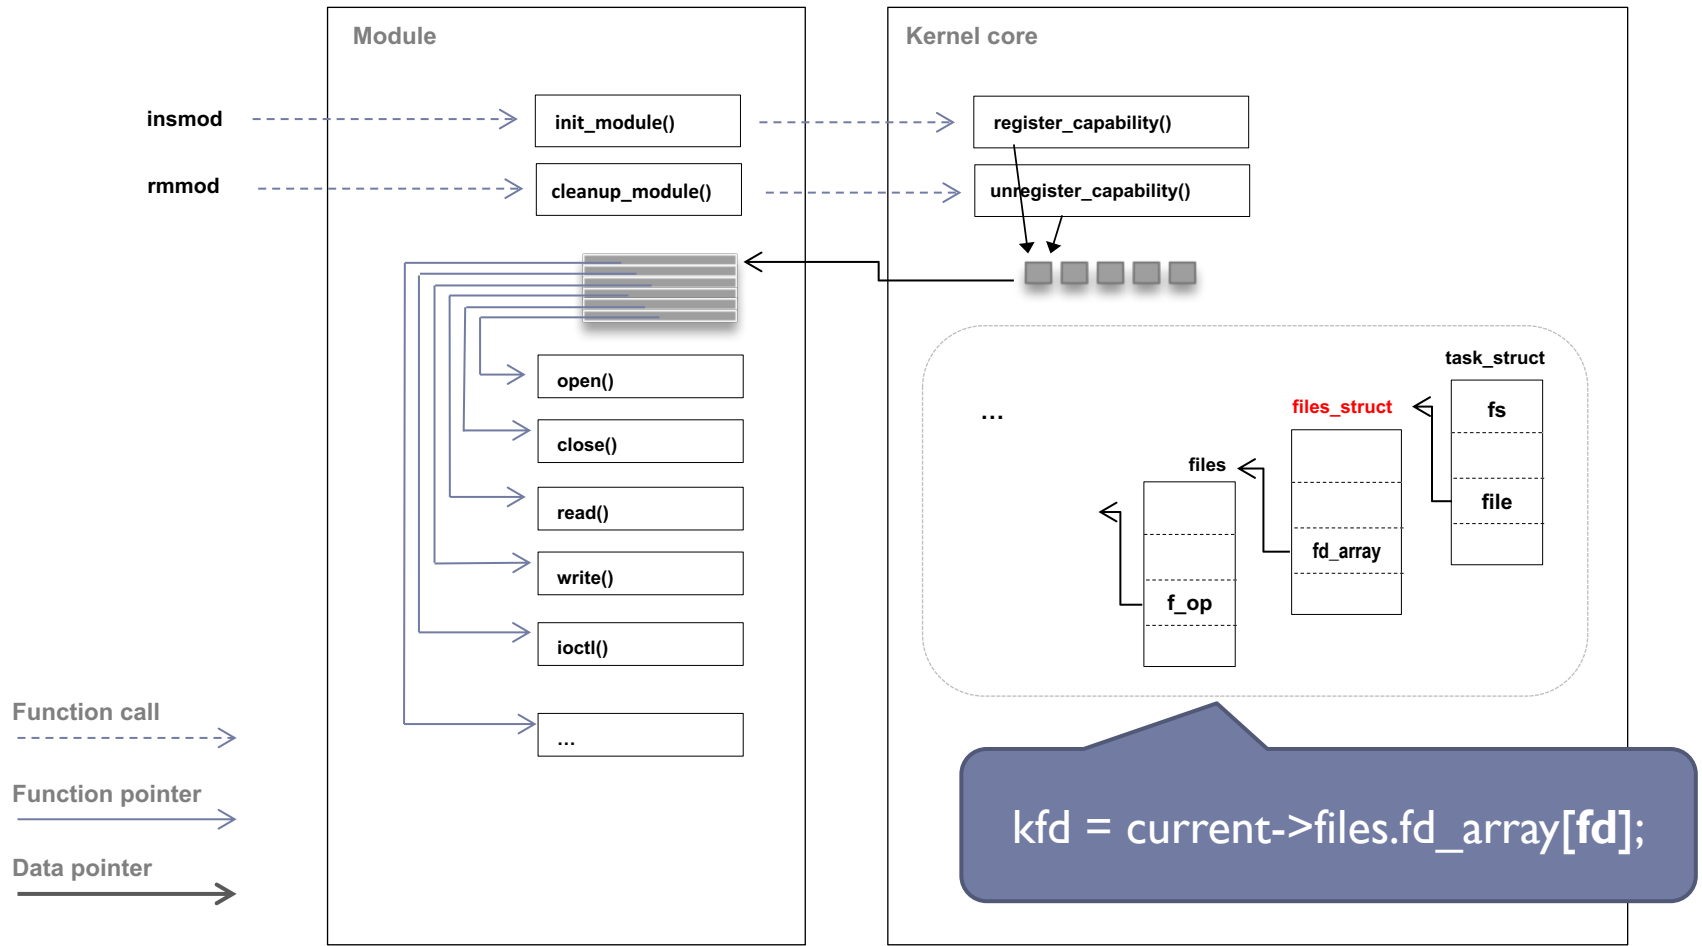 Module
Kernel core
insmod
init_module()
register_capability()
rmmod
cleanup_module()
unregister_capability()
task_struct
open()
files_struct
fs
...
close()
files
file
read()
fd_array
write()
f_op
ioctl()
Function call
...
Function pointer
kfd = current->files.fd_array[fd];
Data pointer